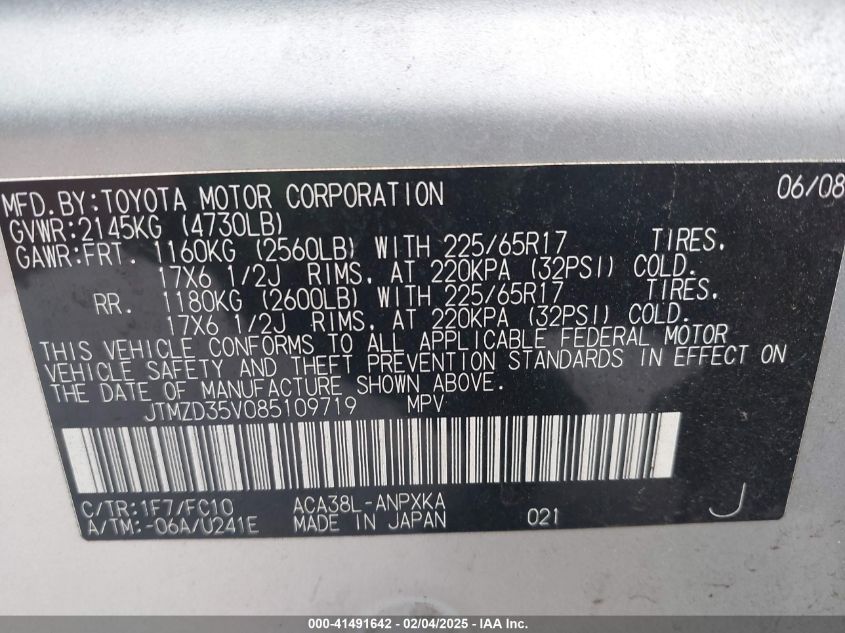 MFD.BY:TOYOTA MOTOR CORPORATION 06/08
GVWR:2145KG (4730LB)
GAWR:FRT. 1160KG (2560LB) WITH 225/65R17 TIRES,
17X6 1/2J RIMS, AT 220KPA (32PSI) COLD.
RR. 1180KG (2600LB) WITH 225/65R17 TIRES,
17X6 1/2J RIMS, AT 220KPA (32PSI) COLD.
THIS VEHICLE CONFORMS TO ALL APPLICABLE FEDERAL MOTOR
VEHICLE SAFETY AND THEFT PREVENTION STANDARDS IN EFFECT ON
THE DATE OF MANUFACTURE SHOWN ABOVE.
JTMZD35V085109719 MPV
C/TR:1F7/FC10 ACA38L-ANPXKA
A/TM:-06A/U241E MADE IN JAPAN 021 J
000-41491642 - 02/04/2025 - IAA Inc.